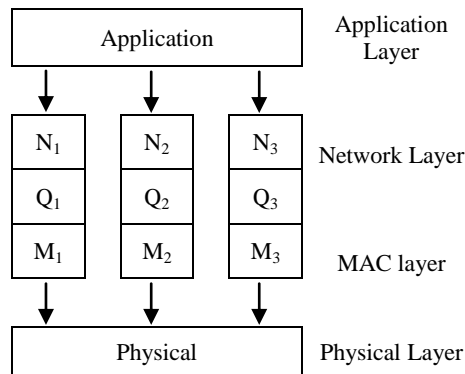 Application
Application
Layer
N1 N2 N3
Network Layer
Q1 Q2 Q3
M1 M2 M3
MAC layer
Physical
Physical Layer